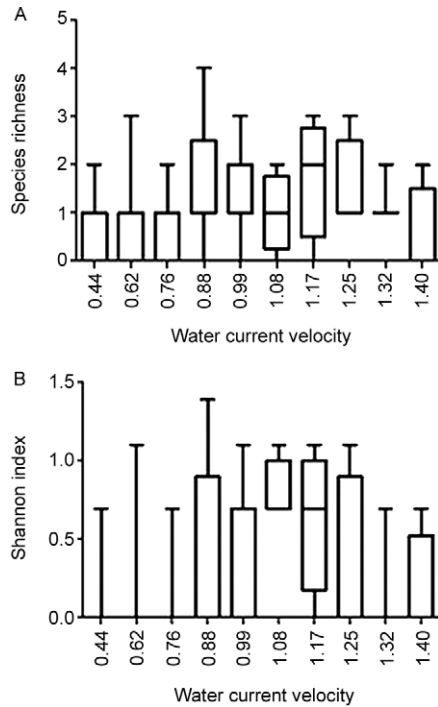 A
Species richness
5
4
3
2
1
0
0.44 0.62 0.76 0.88 0.99 1.08 1.17 1.25 1.32 1.40
Water current velocity
B
Shannon index
1.5
1.0
0.5
0.0
0.44 0.62 0.76 0.88 0.99 1.08 1.17 1.25 1.32 1.40
Water current velocity